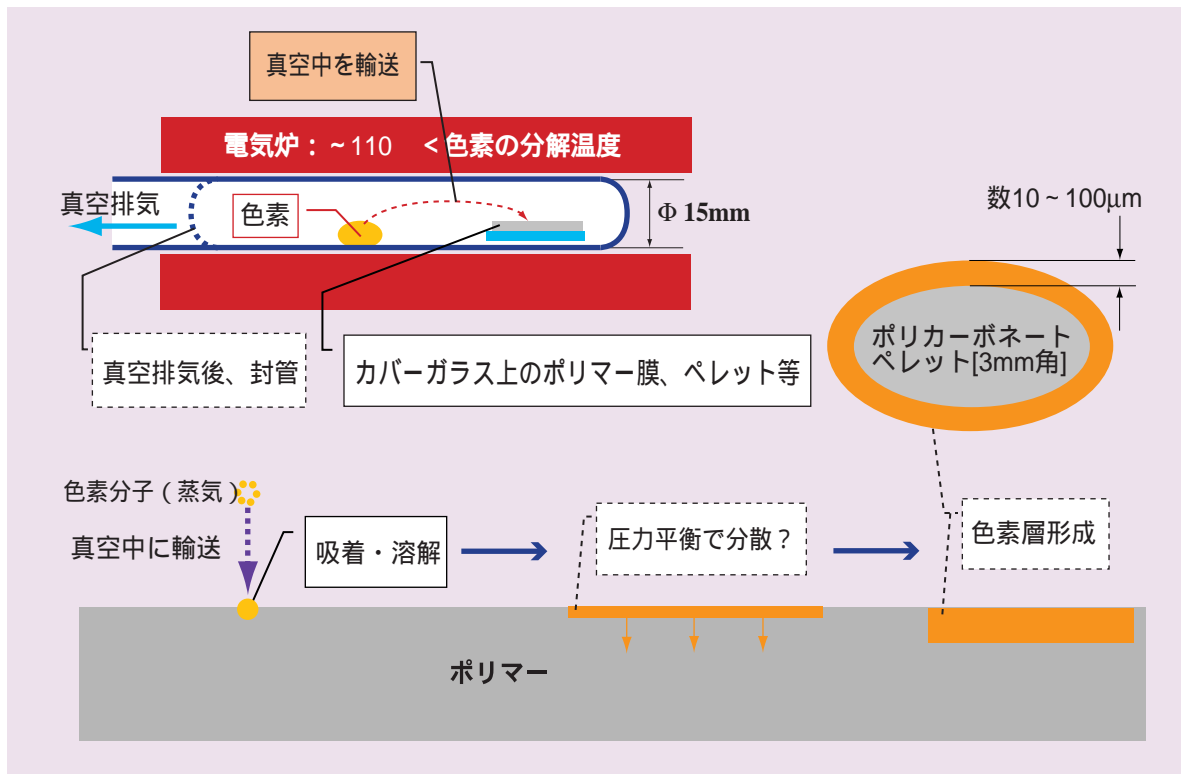 真空中を輸送
電気炉：~110　<色素の分解温度
真空排気
色素
Φ 15mm
数10~100μm
真空排気後、封管
カバーガラス上のポリマー膜、ペレット等
ポリカーボネート
ペレット[3mm角]
色素分子（蒸気）
真空中に輸送
吸着・溶解
圧力平衡で分散？
色素層形成
ポリマー